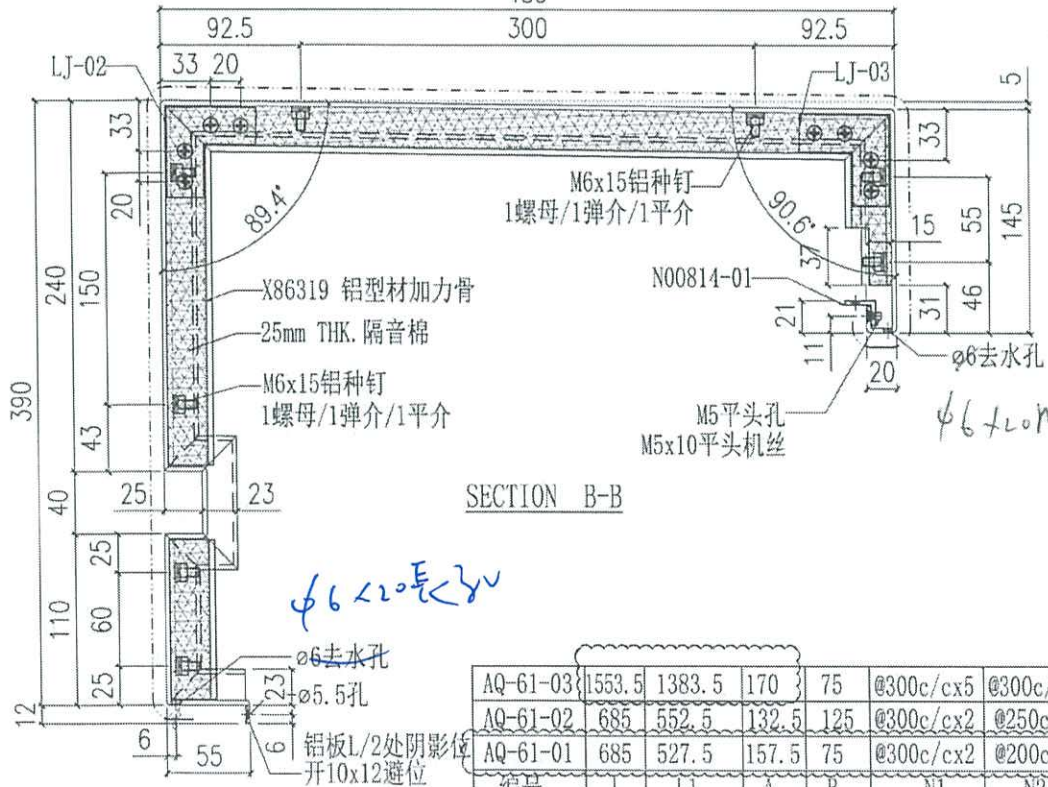 92.5
300
92.5
33
20
LJ-02
LJ-03
5
33
33
20
89.4°
M6x15铝种钉
1螺母/1弹介/1平介
90.6°
15
55
145
37
240
150
X86319 铝型材加力骨
N00814-01
21
31
46
25mm THK.隔音棉
11
ø6去水孔
390
M6x15铝种钉
1螺母/1弹介/1平介
20
43
M5平头孔
M5x10平头机丝
25
23
SECTION B-B
40
25
110
60
ϕ6×20長孔
ø6去水孔
25
23
ø5.5孔
12
6
55
6
铝板L/2处阴影位
开10x12避位
AQ-61-03 1553.5 1383.5 170 75 @300c/cx5 @300c/
AQ-61-02 685 552.5 132.5 125 @300c/cx2 @250c
AQ-61-01 685 527.5 157.5 75 @300c/cx2 @200c